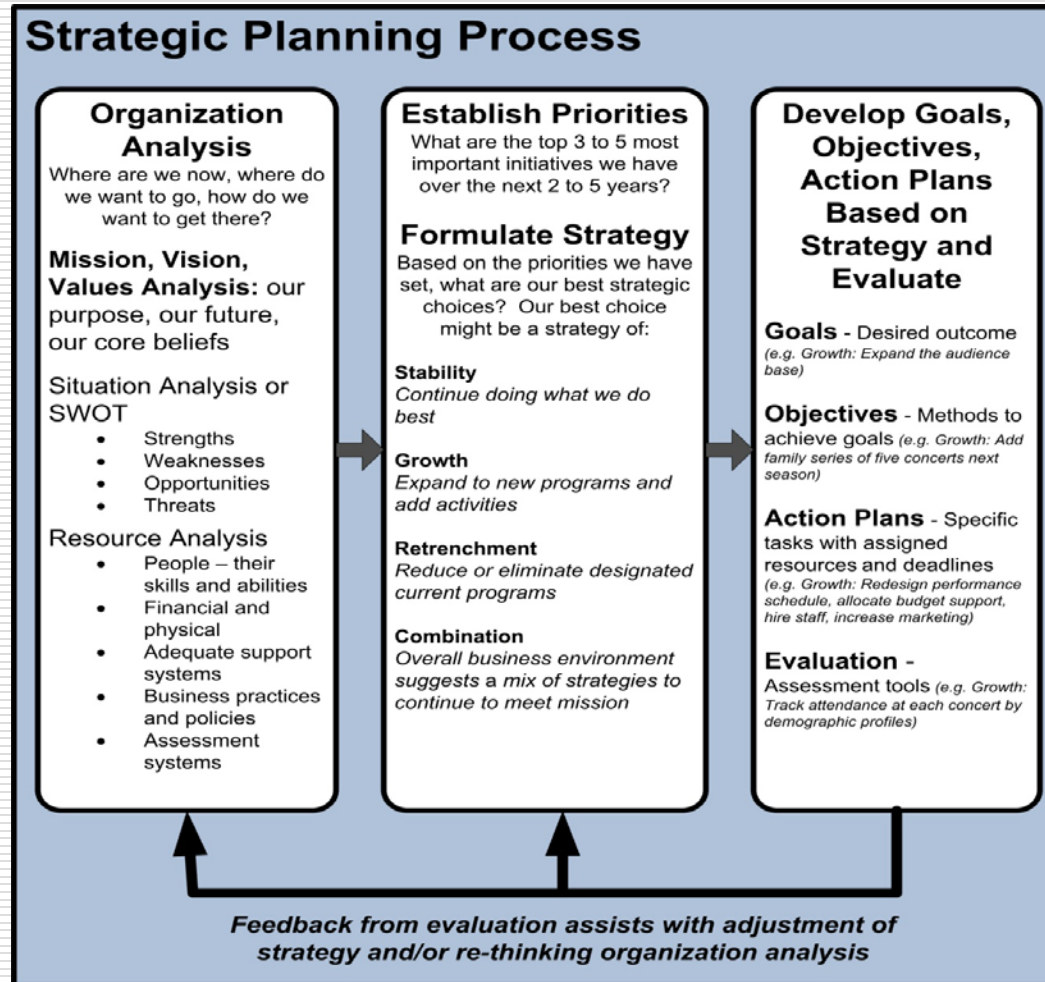 Strategic Planning Process
Organization
Analysis
Where are we now, where do
we want to go, how do we
want to get there?
Mission, Vision,
Values Analysis: our
purpose, our future,
our core beliefs
Situation Analysis or
SWOT
• Strengths
• Weaknesses
• Opportunities
• Threats
Resource Analysis
• People – their
skills and abilities
• Financial and
physical
• Adequate support
systems
• Business practices
and policies
• Assessment
systems
Establish Priorities
What are the top 3 to 5 most
important initiatives we have
over the next 2 to 5 years?
Formulate Strategy
Based on the priorities we have
set, what are our best strategic
choices? Our best choice
might be a strategy of:
Stability
Continue doing what we do
best
Growth
Expand to new programs and
add activities
Retrenchment
Reduce or eliminate designated
current programs
Combination
Overall business environment
suggests a mix of strategies to
continue to meet mission
Develop Goals,
Objectives,
Action Plans
Based on
Strategy and
Evaluate
Goals - Desired outcome
(e.g. Growth: Expand the audience
base)
Objectives - Methods to
achieve goals (e.g. Growth: Add
family series of five concerts next
season)
Action Plans - Specific
tasks with assigned
resources and deadlines
(e.g. Growth: Redesign performance
schedule, allocate budget support,
hire staff, increase marketing)
Evaluation -
Assessment tools (e.g. Growth:
Track attendance at each concert by
demographic profiles)
Feedback from evaluation assists with adjustment of
strategy and/or re-thinking organization analysis